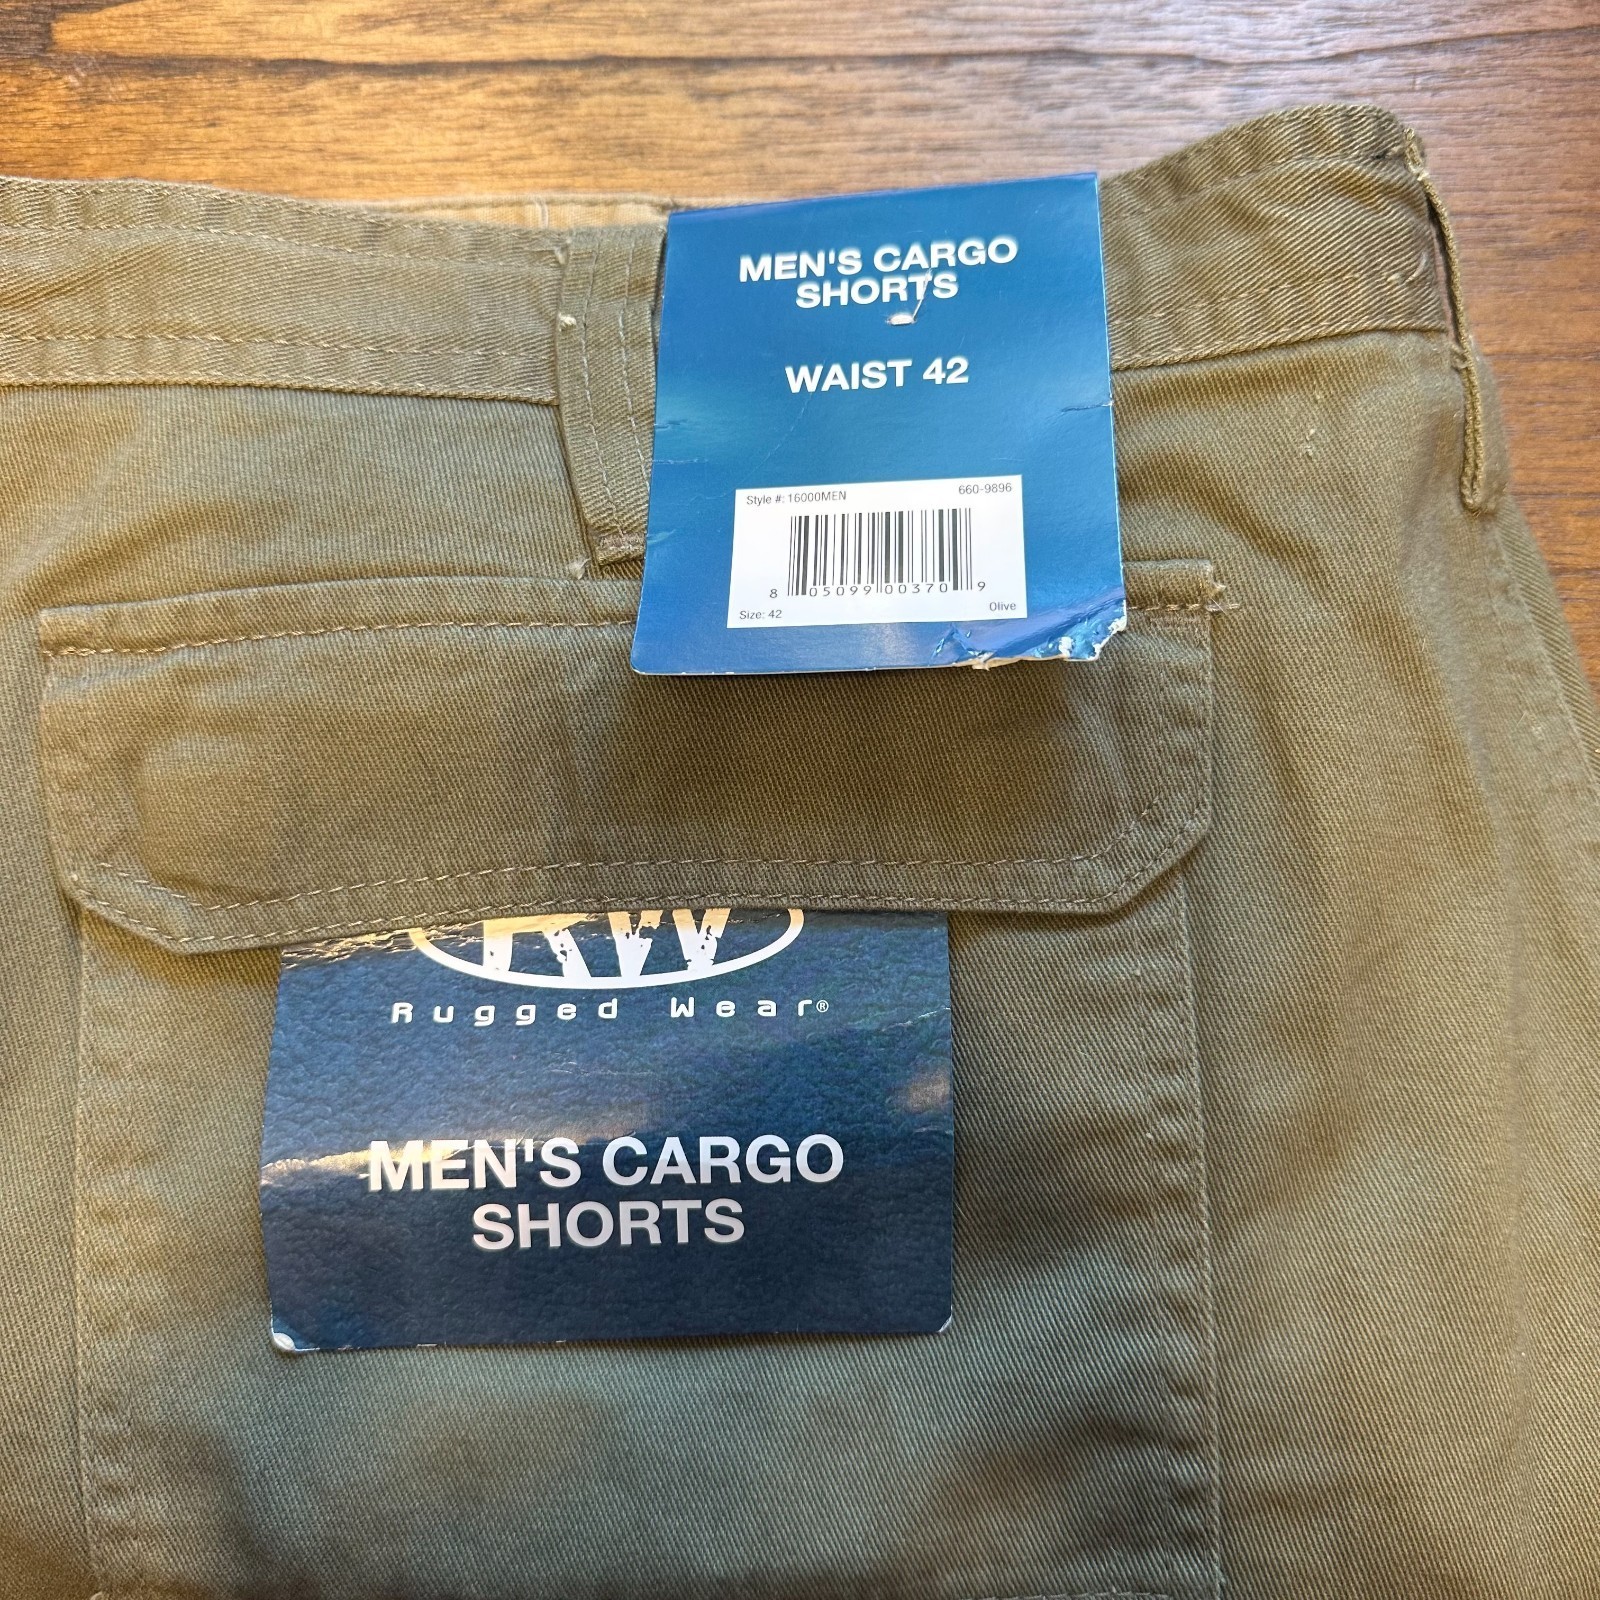 MEN'S CARGO
SHORTS
WAIST 42
Style #: 16000MEN 660-9896
8 05099 00370 9
Size: 42 Olive
RW
Rugged Wear®
MEN'S CARGO
SHORTS